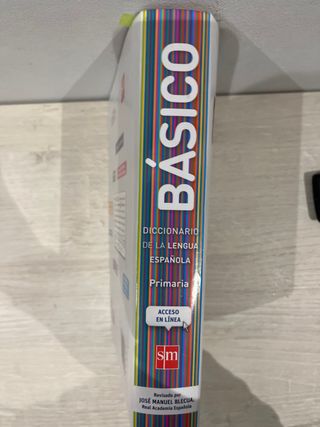 BÁSICO
DICCIONARIO
DE LA LENGUA
ESPAÑOLA
Primaria
ACCESO
EN LÍNEA
sm
Revisado por
JOSÉ MANUEL BLECUA,
Real Academia Española